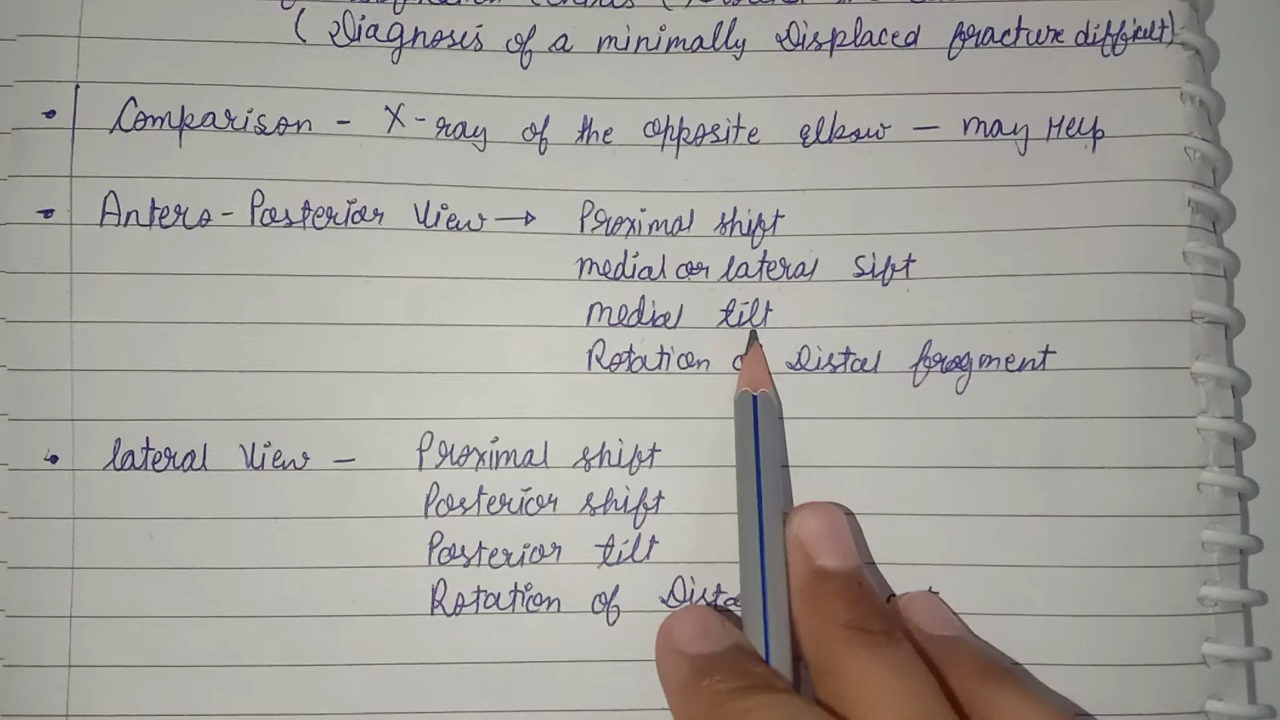 (Diagnosis of a minimally Displaced fracture difficult)
Comparison - X-ray of the opposite elbow - may Help
Antero-Posterior View → Proximal shift
medial or lateral sift
medial tilt
Rotation Distal fragment
lateral View - Proximal shift
Posterior shift
Posterior tilt
Rotation of